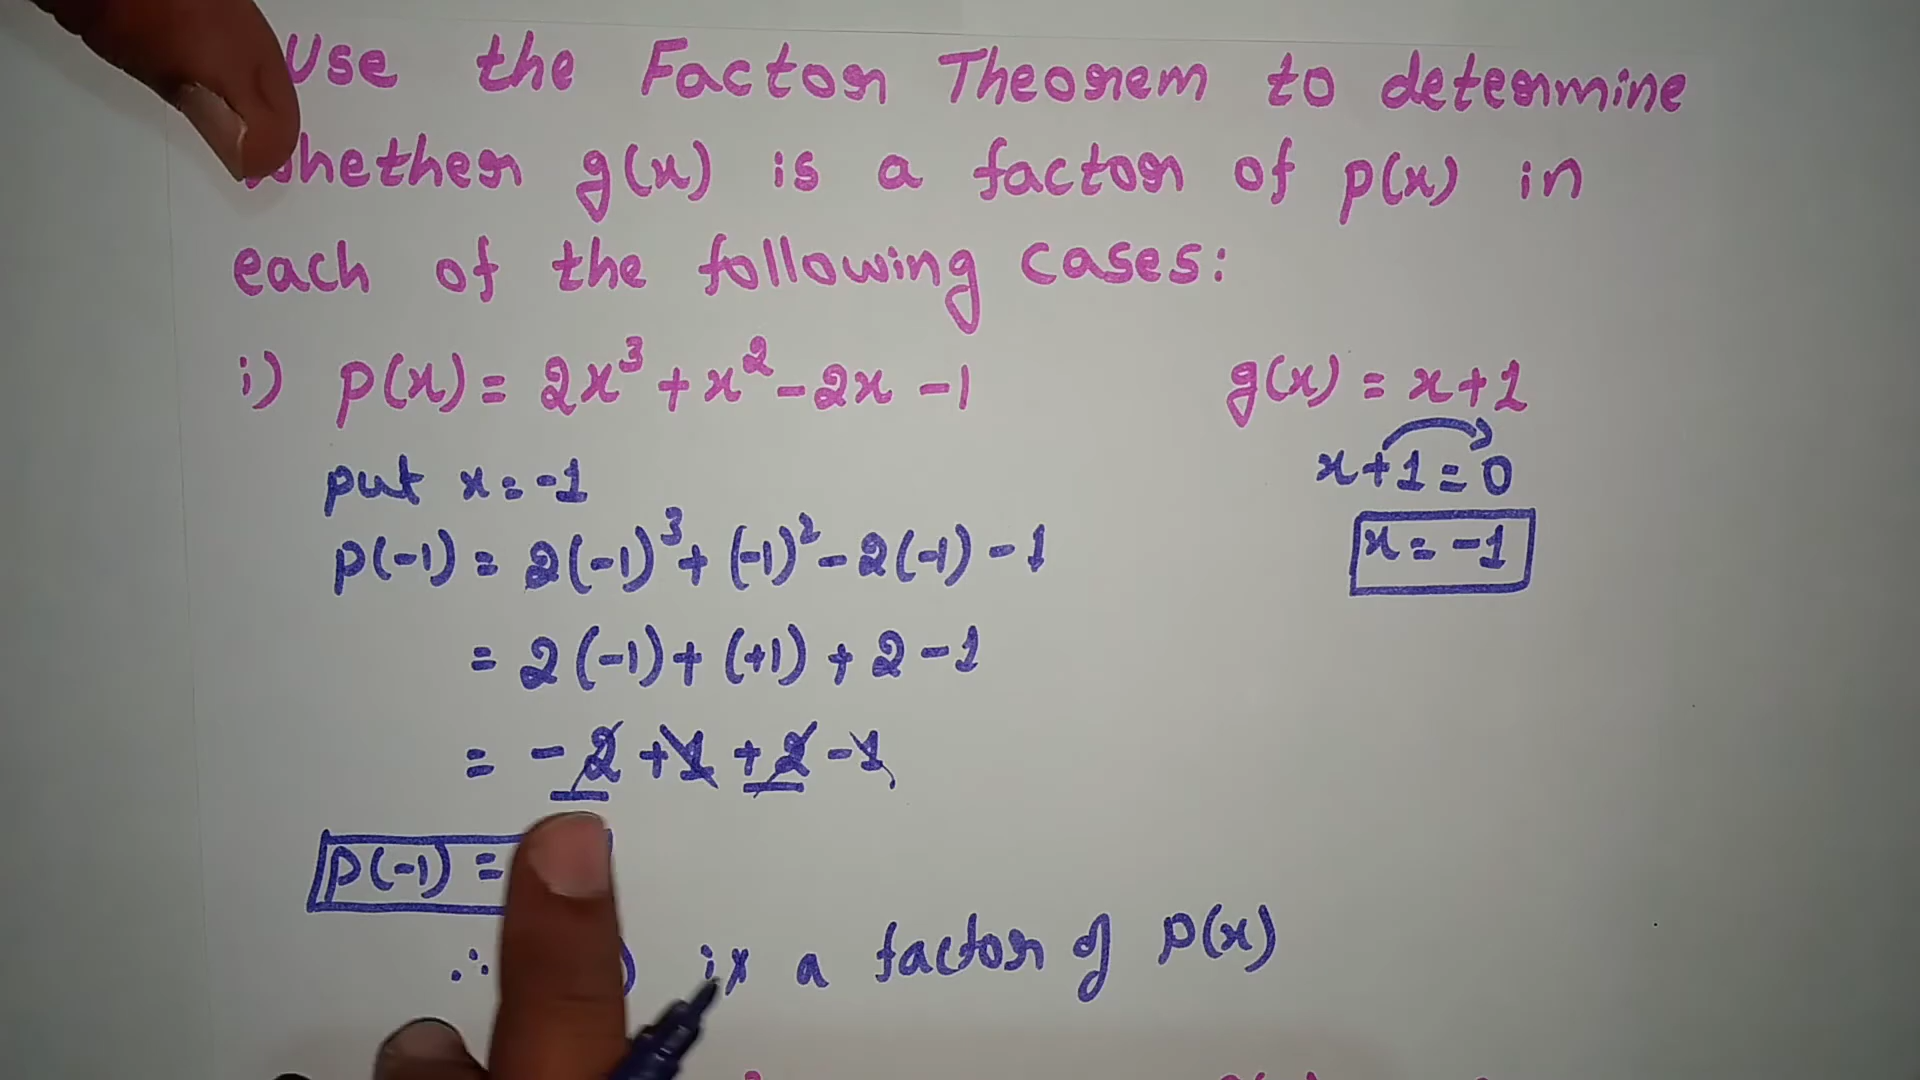 Use the Factor Theorem to determine
whether g(x) is a factor of p(x) in
each of the following cases:
i) p(x) = 2x³ + x² - 2x - 1 g(x) = x+1
put x = -1 x+1 = 0
p(-1) = 2(-1)³ + (-1)² - 2(-1) - 1 x = -1
= 2(-1) + (+1) + 2 - 1
= -2 + 1 + 2 - 1
p(-1) =
∴ ) is a factor of p(x)